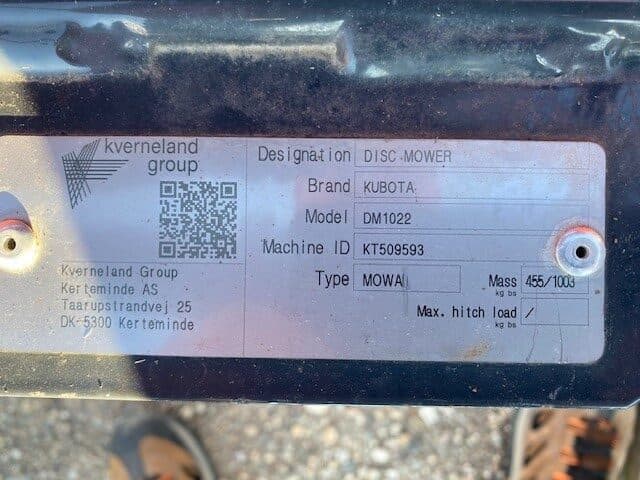 kverneland
group
Designation DISC MOWER
Brand KUBOTA
Model DM1022
Machine ID KT509593
Type MOWA Mass 455/1003
kg lbs
Max. hitch load /
kg lbs
Kverneland Group
Kerteminde AS
Taarupstrandvej 25
DK-5300 Kerteminde